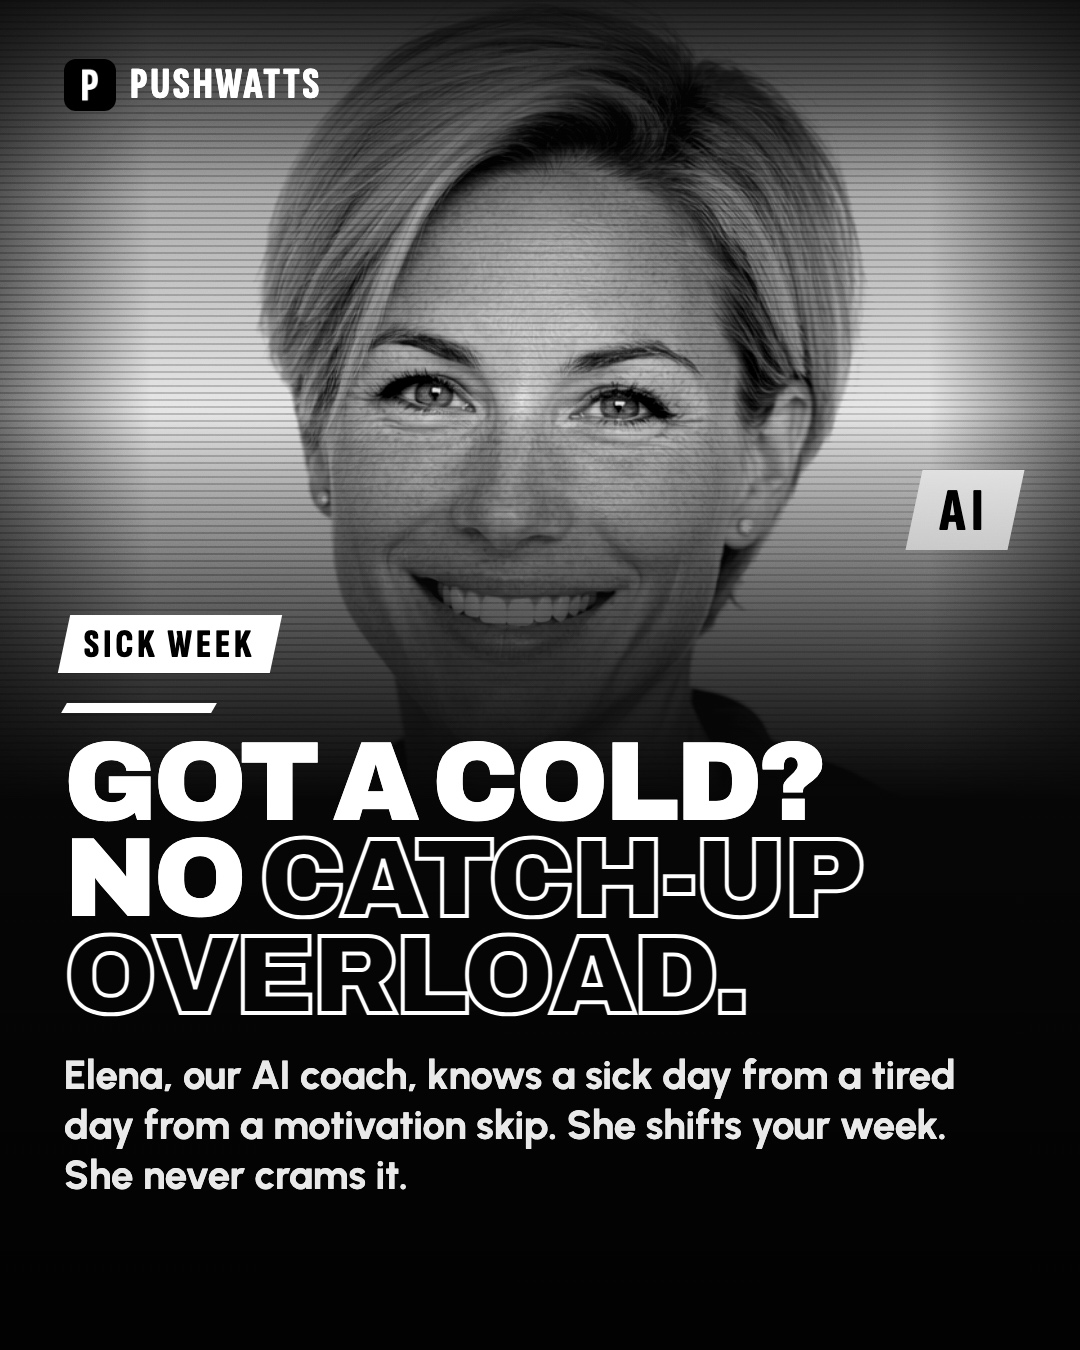 P PUSHWATTS
AI
SICK WEEK
GOT A COLD?
NO CATCH-UP
OVERLOAD.
Elena, our AI coach, knows a sick day from a tired
day from a motivation skip. She shifts your week.
She never crams it.